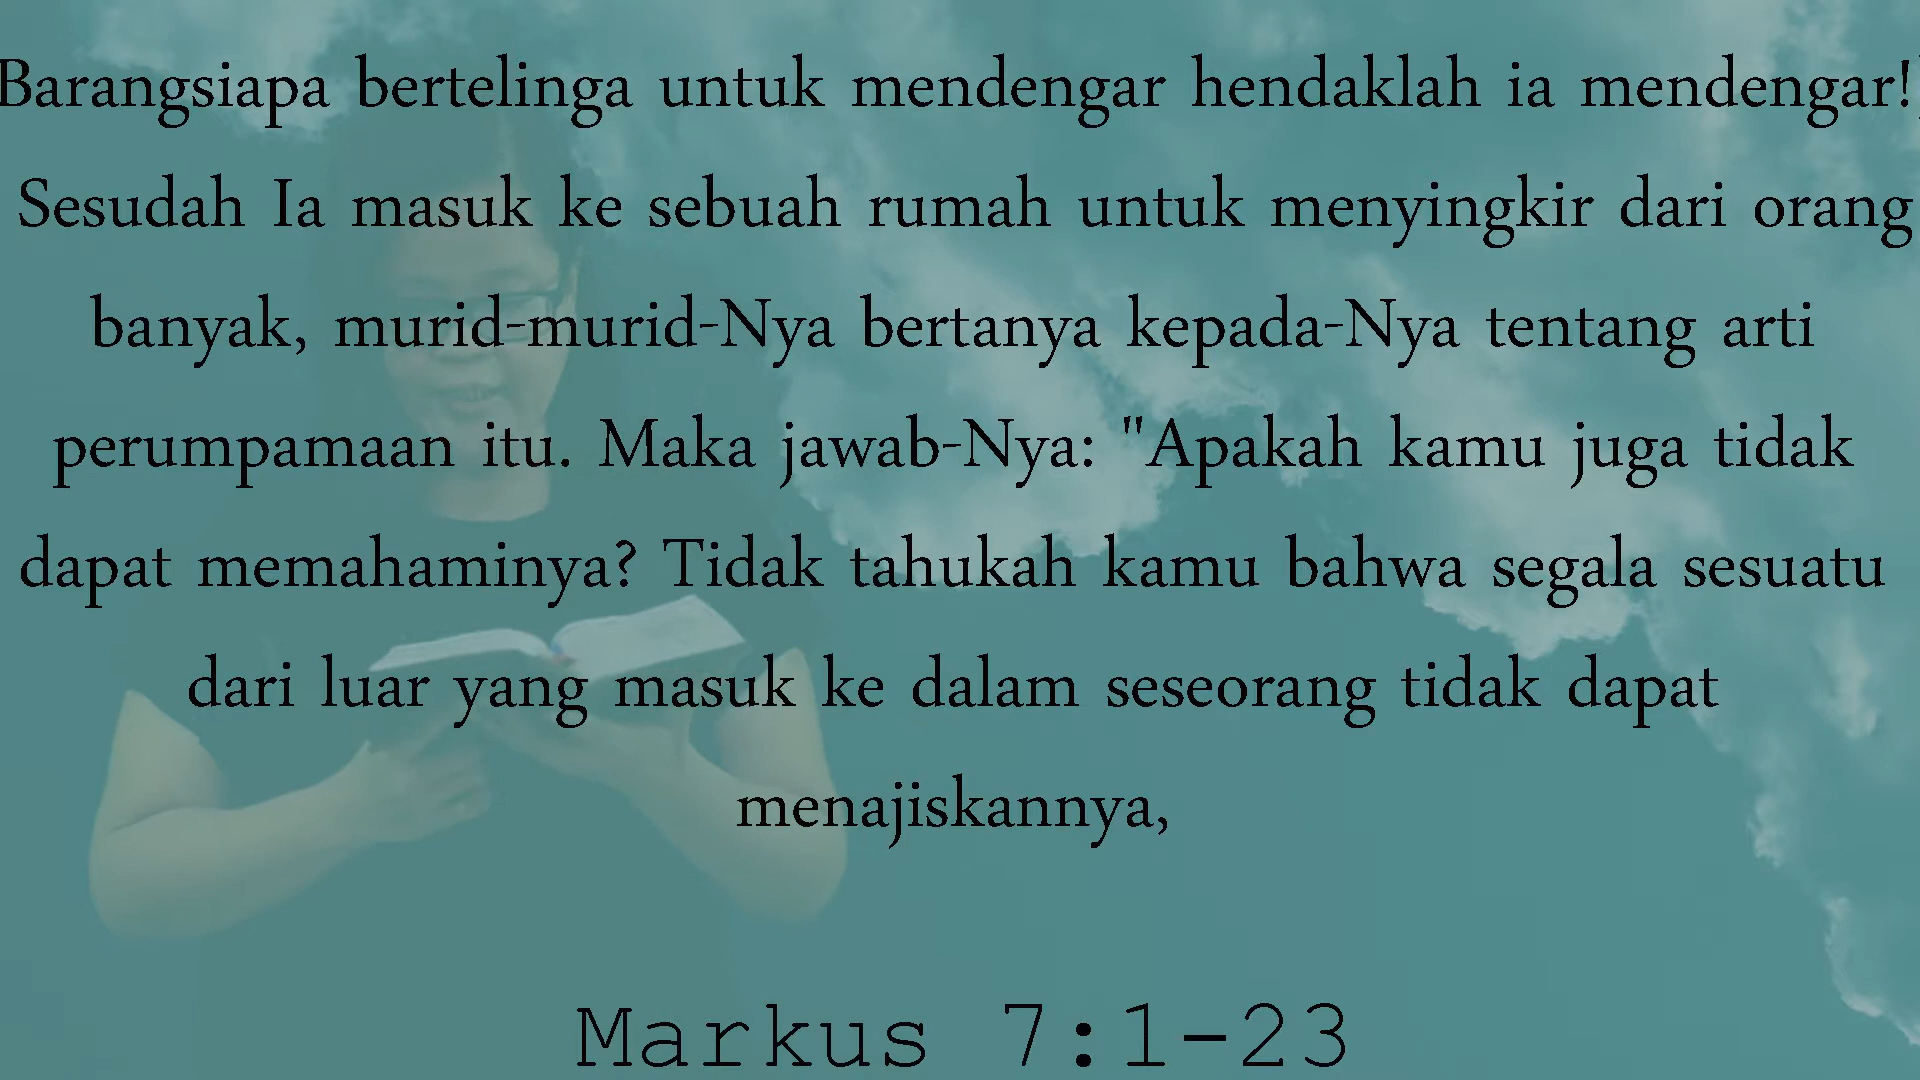 Barangsiapa bertelinga untuk mendengar hendaklah ia mendengar!
Sesudah Ia masuk ke sebuah rumah untuk menyingkir dari orang
banyak, murid-murid-Nya bertanya kepada-Nya tentang arti
perumpamaan itu. Maka jawab-Nya: "Apakah kamu juga tidak
dapat memahaminya? Tidak tahukah kamu bahwa segala sesuatu
dari luar yang masuk ke dalam seseorang tidak dapat
menajiskannya,
Markus 7:1-23